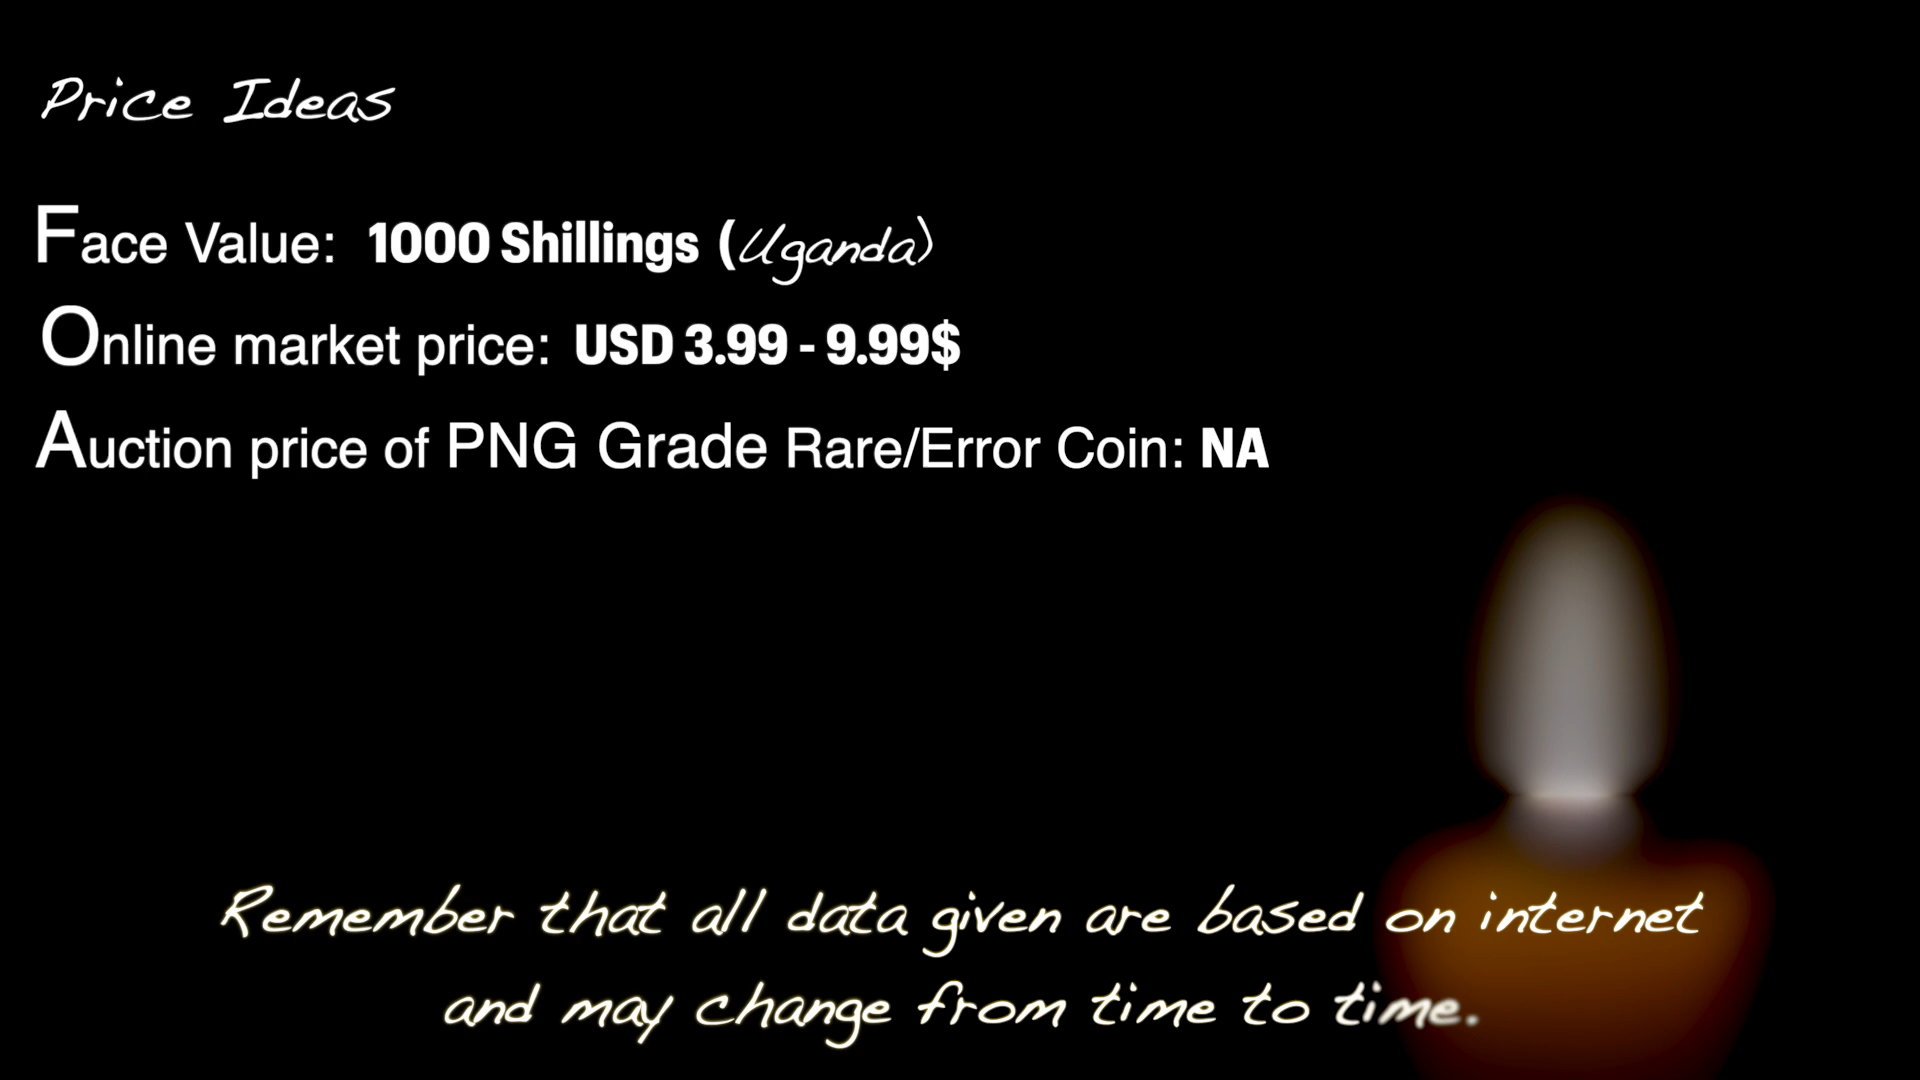 Price Ideas
Face Value: 1000 Shillings (Uganda)
Online market price: USD 3.99 - 9.99$
Auction price of PNG Grade Rare/Error Coin: NA
Remember that all data given are based on internet
and may change from time to time.